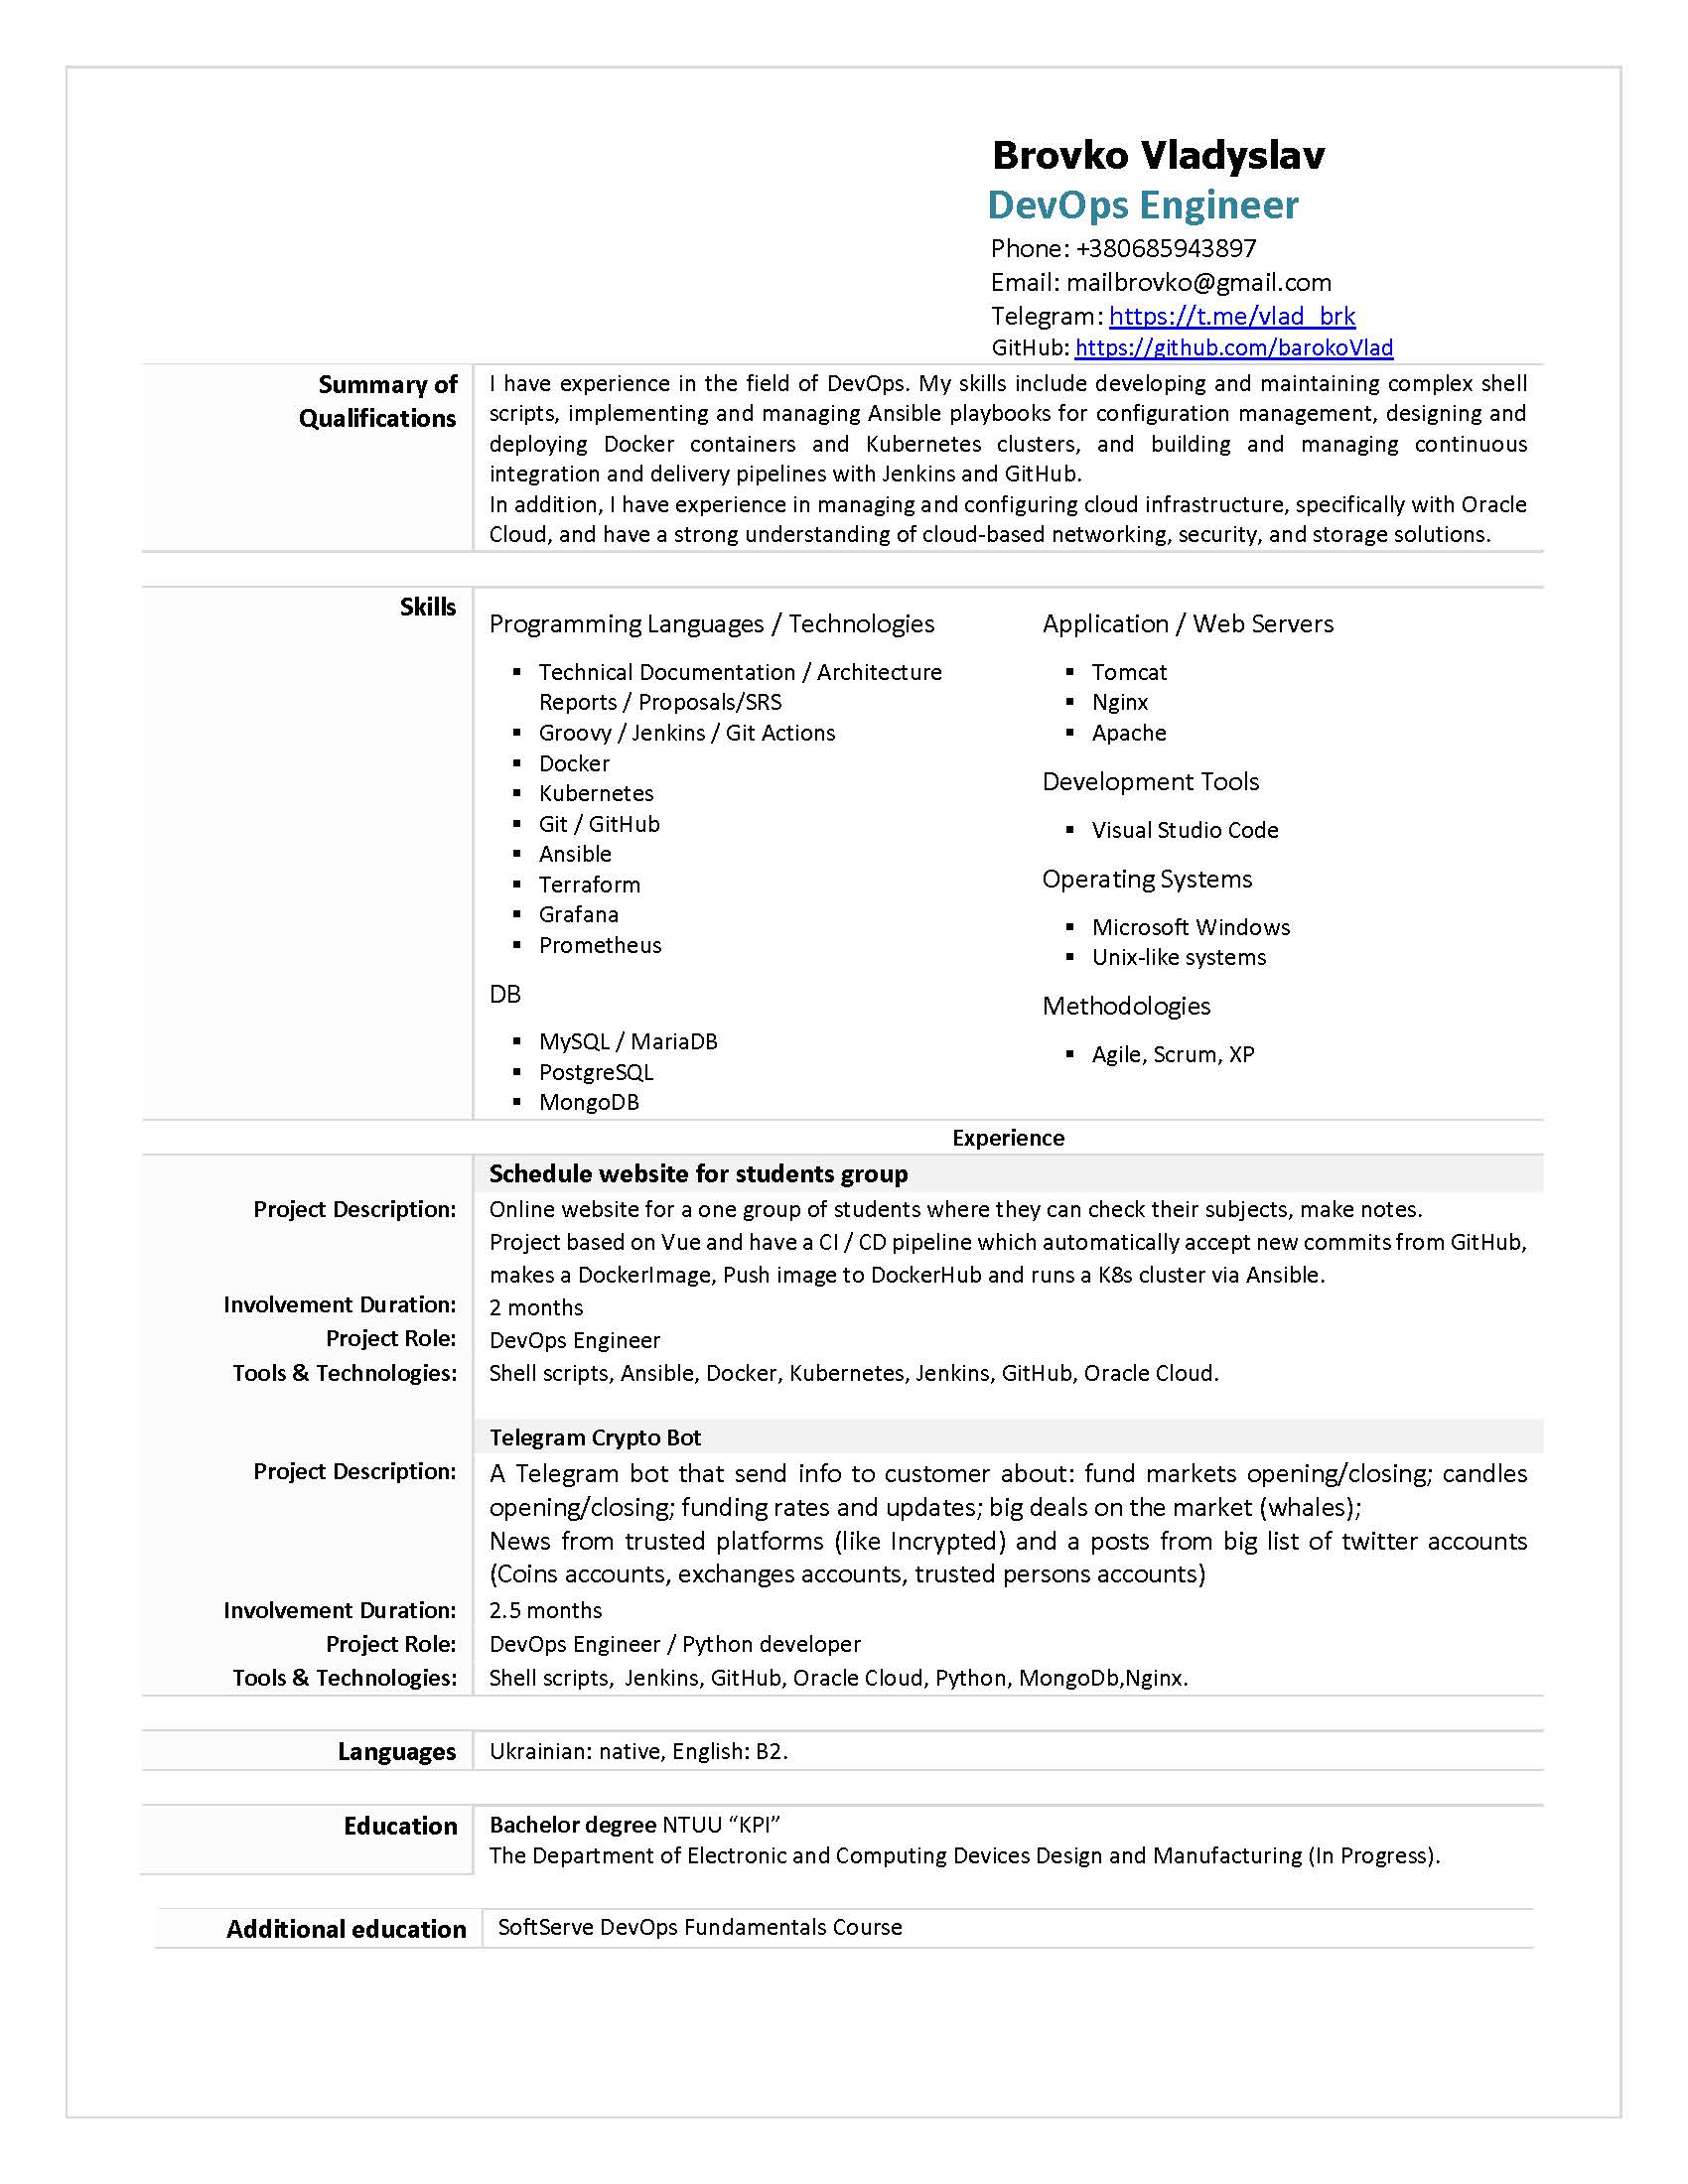 Brovko Vladyslav
DevOps Engineer
Phone: +380685943897
Email: mailbrovko@gmail.com
Telegram: https://t.me/vlad_brk
GitHub: https://github.com/barokoVlad
Summary of
Qualifications
I have experience in the field of DevOps. My skills include developing and maintaining complex shell
scripts, implementing and managing Ansible playbooks for configuration management, designing and
deploying Docker containers and Kubernetes clusters, and building and managing continuous
integration and delivery pipelines with Jenkins and GitHub.
In addition, I have experience in managing and configuring cloud infrastructure, specifically with Oracle
Cloud, and have a strong understanding of cloud-based networking, security, and storage solutions.
Skills
Programming Languages / Technologies
▪ Technical Documentation / Architecture
Reports / Proposals/SRS
▪ Groovy / Jenkins / Git Actions
▪ Docker
▪ Kubernetes
▪ Git / GitHub
▪ Ansible
▪ Terraform
▪ Grafana
▪ Prometheus
DB
▪ MySQL / MariaDB
▪ PostgreSQL
▪ MongoDB
Application / Web Servers
▪ Tomcat
▪ Nginx
▪ Apache
Development Tools
▪ Visual Studio Code
Operating Systems
▪ Microsoft Windows
▪ Unix-like systems
Methodologies
▪ Agile, Scrum, XP
Experience
Schedule website for students group
Project Description: Online website for a one group of students where they can check their subjects, make notes.
Project based on Vue and have a CI / CD pipeline which automatically accept new commits from GitHub,
makes a DockerImage, Push image to DockerHub and runs a K8s cluster via Ansible.
Involvement Duration: 2 months
Project Role: DevOps Engineer
Tools & Technologies: Shell scripts, Ansible, Docker, Kubernetes, Jenkins, GitHub, Oracle Cloud.
Telegram Crypto Bot
Project Description: A Telegram bot that send info to customer about: fund markets opening/closing; candles
opening/closing; funding rates and updates; big deals on the market (whales);
News from trusted platforms (like Incrypted) and a posts from big list of twitter accounts
(Coins accounts, exchanges accounts, trusted persons accounts)
Involvement Duration: 2.5 months
Project Role: DevOps Engineer / Python developer
Tools & Technologies: Shell scripts, Jenkins, GitHub, Oracle Cloud, Python, MongoDb,Nginx.
Languages Ukrainian: native, English: B2.
Education Bachelor degree NTUU “KPI”
The Department of Electronic and Computing Devices Design and Manufacturing (In Progress).
Additional education SoftServe DevOps Fundamentals Course